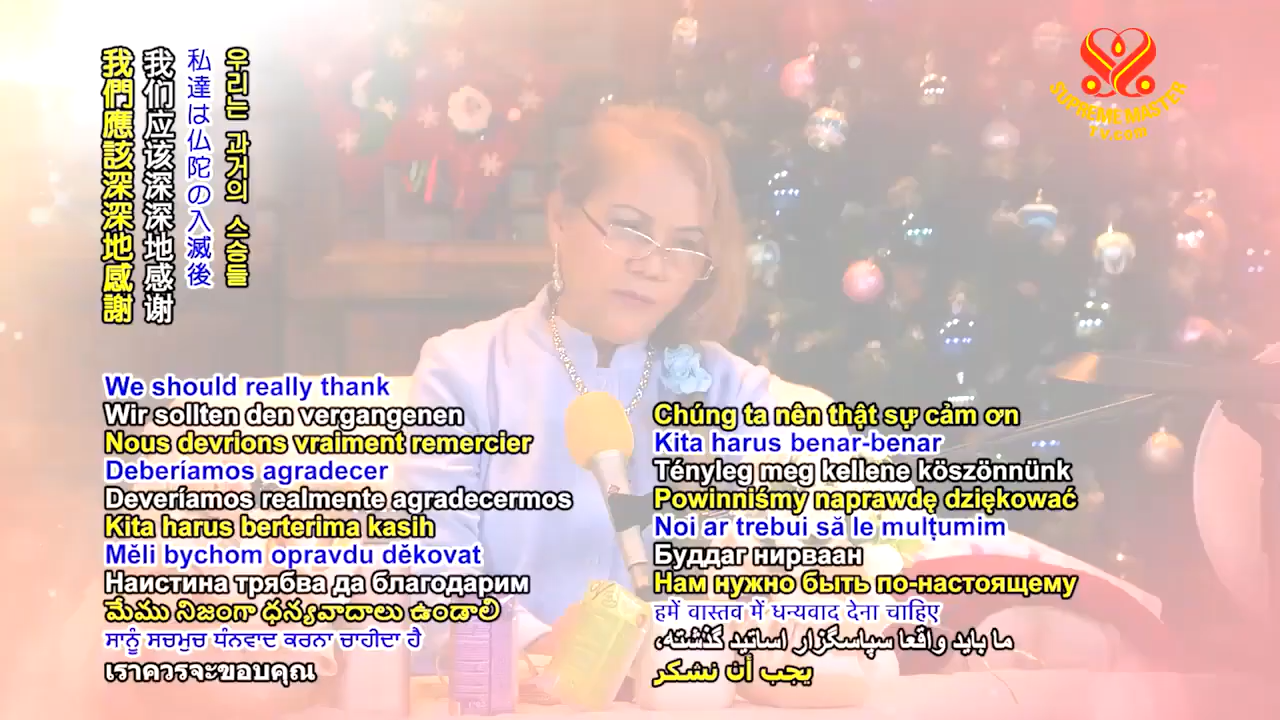 我們應該深深地感謝
我们应该深深地感谢
私達は仏陀の入滅後
우리는 과거의 스승들
SUPREME MASTER
TV.com
We should really thank
Wir sollten den vergangenen
Nous devrions vraiment remercier
Deberíamos agradecer
Deveríamos realmente agradecermos
Kita harus berterima kasih
Měli bychom opravdu děkovat
Наистина трябва да благодарим
మేము నిజంగా ధన్యవాదాలు ఉండాలి
ਸਾਨੂੰ ਸਚਮੁਚ ਧੰਨਵਾਦ ਕਰਨਾ ਚਾਹੀਦਾ ਹੈ
เราควรจะขอบคุณ
Chúng ta nên thật sự cảm ơn
Kita harus benar-benar
Tényleg meg kellene köszönnünk
Powinniśmy naprawdę dziękować
Noi ar trebui să le mulțumim
Буддаг нирваан
Нам нужно быть по-настоящему
हमें वास्तव में धन्यवाद देना चाहिए
ما باید واقعا سپاسگزار اساتید گذشته،
يجب أن نشكر